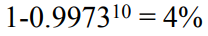 1-0.9973¹⁰ = 4%